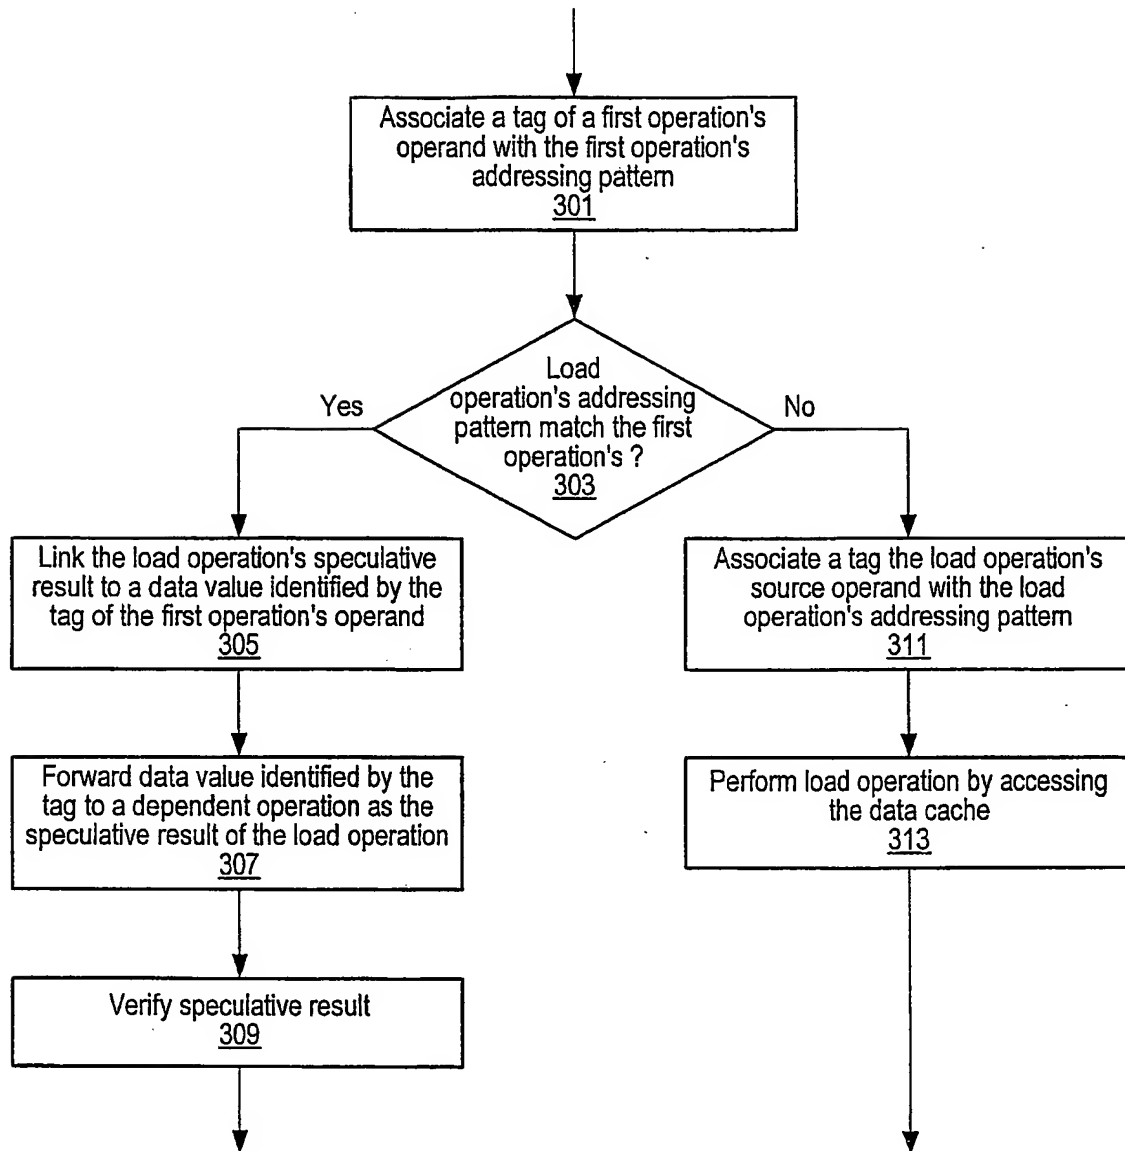 Associate a tag of a first operation's
operand with the first operation's
addressing pattern
301
Load
operation's addressing
pattern match the first
operation's ?
303
Yes
No
Link the load operation's speculative
result to a data value identified by the
tag of the first operation's operand
305
Forward data value identified by the
tag to a dependent operation as the
speculative result of the load operation
307
Verify speculative result
309
Associate a tag the load operation's
source operand with the load
operation's addressing pattern
311
Perform load operation by accessing
the data cache
313